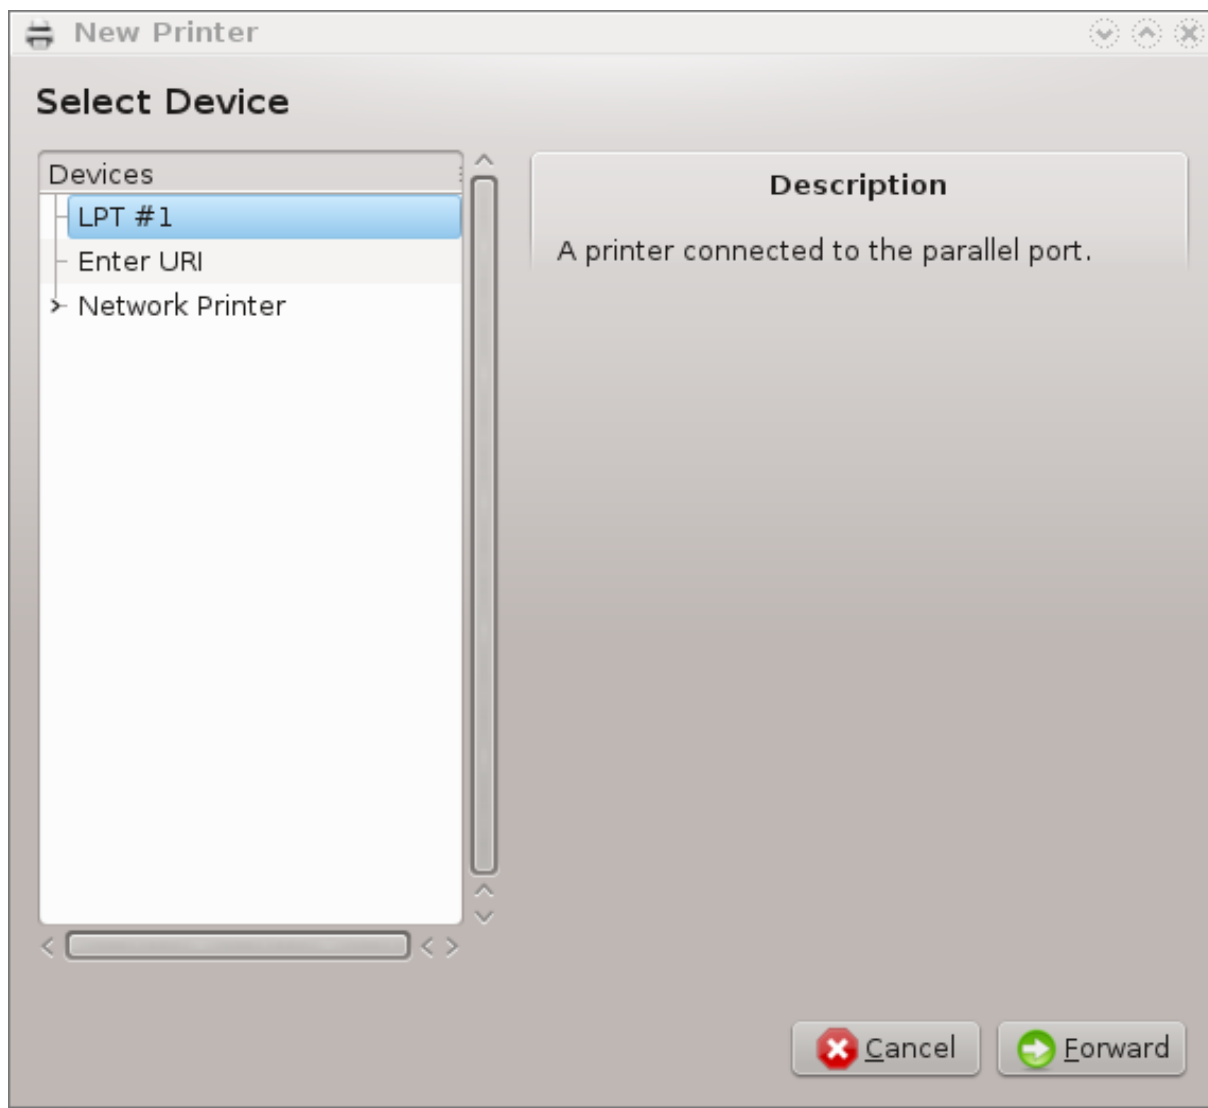 New Printer
Select Device
Devices
LPT #1
Enter URI
Network Printer
Description
A printer connected to the parallel port.
Cancel
Forward